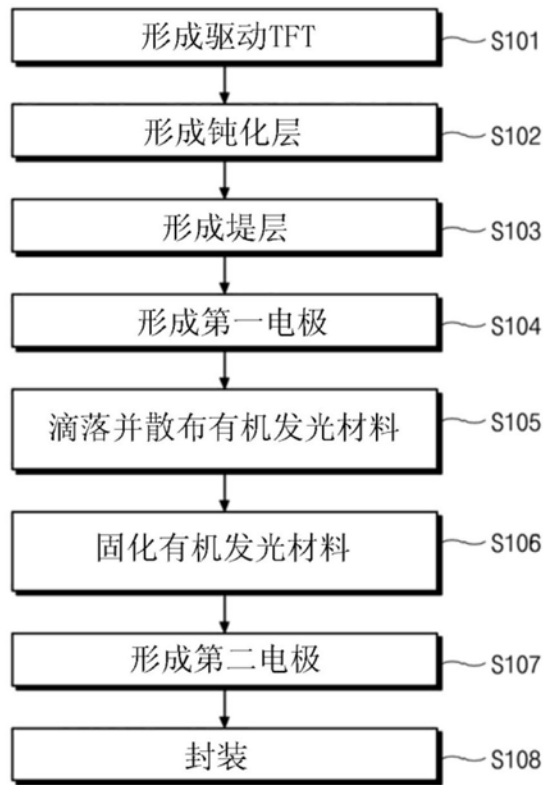 形成驱动TFT S101
形成钝化层 S102
形成堤层 S103
形成第一电极 S104
滴落并散布有机发光材料 S105
固化有机发光材料 S106
形成第二电极 S107
封装 S108